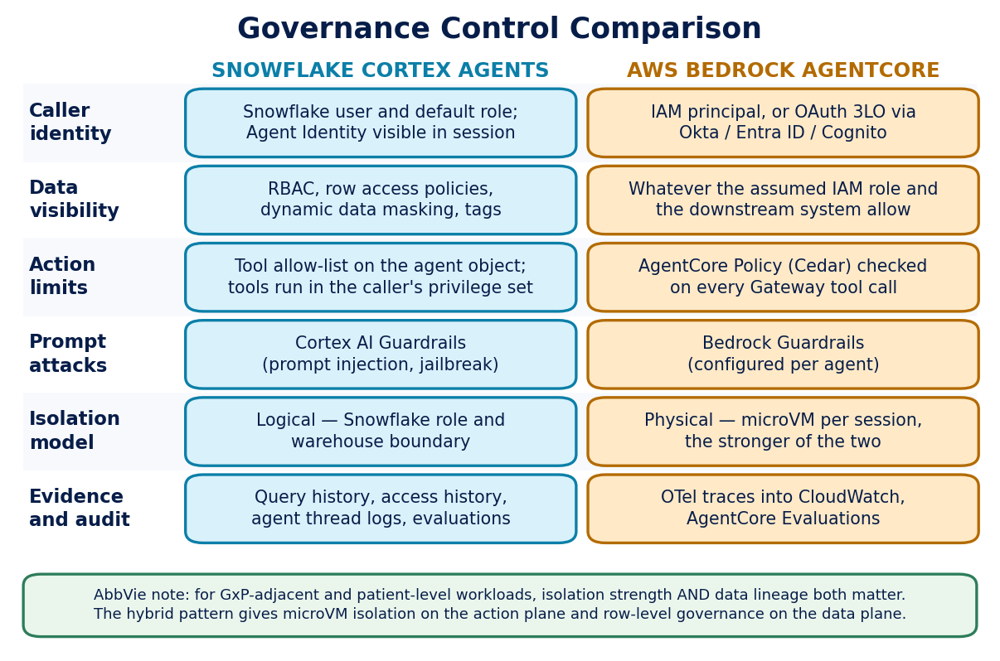 Governance Control Comparison
SNOWFLAKE CORTEX AGENTS
AWS BEDROCK AGENTCORE
Caller
identity
Snowflake user and default role;
Agent Identity visible in session
IAM principal, or OAuth 3LO via
Okta / Entra ID / Cognito
Data
visibility
RBAC, row access policies,
dynamic data masking, tags
Whatever the assumed IAM role and
the downstream system allow
Action
limits
Tool allow-list on the agent object;
tools run in the caller's privilege set
AgentCore Policy (Cedar) checked
on every Gateway tool call
Prompt
attacks
Cortex AI Guardrails
(prompt injection, jailbreak)
Bedrock Guardrails
(configured per agent)
Isolation
model
Logical — Snowflake role and
warehouse boundary
Physical — microVM per session,
the stronger of the two
Evidence
and audit
Query history, access history,
agent thread logs, evaluations
OTel traces into CloudWatch,
AgentCore Evaluations
AbbVie note: for GxP-adjacent and patient-level workloads, isolation strength AND data lineage both matter.
The hybrid pattern gives microVM isolation on the action plane and row-level governance on the data plane.